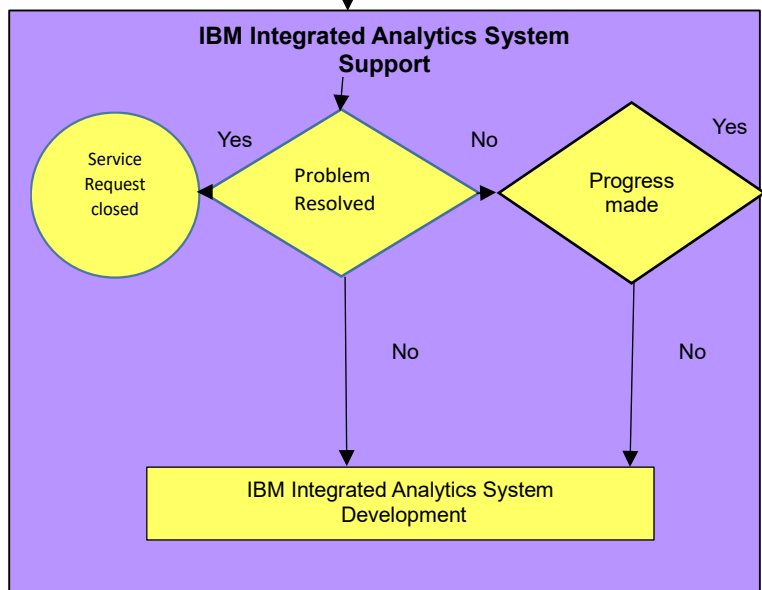 IBM Integrated Analytics System
Support
Yes
No
Yes
Service
Request
closed
Problem
Resolved
Progress
made
No
No
IBM Integrated Analytics System
Development